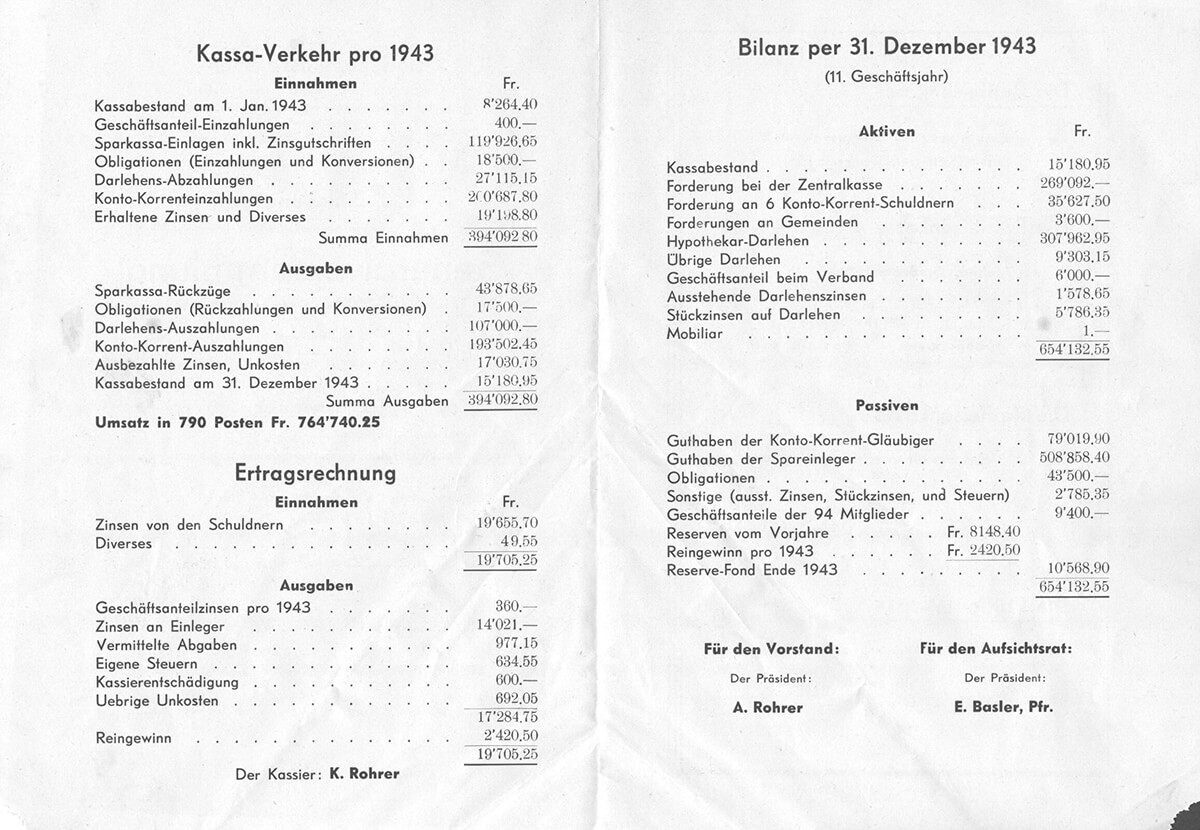 Kassa-Verkehr pro 1943
Einnahmen Fr.
Kassabestand am 1. Jan. 1943 . . . . . . . 8'264.40
Geschäftsanteil-Einzahlungen . . . . . . . . 400.—
Sparkassa-Einlagen inkl. Zinsgutschriften . . . . 119'926.65
Obligationen (Einzahlungen und Konversionen) . . 18'500.—
Darlehens-Abzahlungen . . . . . . . . . . 27'115.15
Konto-Korrenteinzahlungen . . . . . . . . . 200'687.80
Erhaltene Zinsen und Diverses . . . . . . . 19'198.80
Summa Einnahmen 394'092 80
Ausgaben
Sparkassa-Rückzüge . . . . . . . . . . . 43'878.65
Obligationen (Rückzahlungen und Konversionen) . 17'500.—
Darlehens-Auszahlungen . . . . . . . . . . 107'000.—
Konto-Korrent-Auszahlungen . . . . . . . . . 193'502.45
Ausbezahlte Zinsen, Unkosten . . . . . . . 17'030.75
Kassabestand am 31. Dezember 1943 . . . . . 15'180.95
Summa Ausgaben 394'092.80
Umsatz in 790 Posten Fr. 764'740.25
Ertragsrechnung
Einnahmen Fr.
Zinsen von den Schuldnern . . . . . . . . 19'655.70
Diverses . . . . . . . . . . . . . . . 49.55
19'705.25
Ausgaben
Geschäftsanteilzinsen pro 1943 . . . . . . . 360.—
Zinsen an Einleger . . . . . . . . . . . 14'021.—
Vermittelte Abgaben . . . . . . . . . . . 977.15
Eigene Steuern . . . . . . . . . . . . . 634.55
Kassierentschädigung . . . . . . . . . . . 600.—
Uebrige Unkosten . . . . . . . . . . . . 692.05
17'284.75
Reingewinn . . . . . . . . . . . . . . 2'420.50
19'705.25
Der Kassier: K. Rohrer
Bilanz per 31. Dezember 1943
(11. Geschäftsjahr)
Aktiven Fr.
Kassabestand . . . . . . . . . . . . . . 15'180.95
Forderung bei der Zentralkasse . . . . . . . 269'092.—
Forderung an 6 Konto-Korrent-Schuldnern . . . 35'627.50
Forderungen an Gemeinden . . . . . . . . . 3'600.—
Hypothekar-Darlehen . . . . . . . . . . . 307'962.95
Übrige Darlehen . . . . . . . . . . . . . 9'303.15
Geschäftsanteil beim Verband . . . . . . . . 6'000.—
Ausstehende Darlehenszinsen . . . . . . . . 1'578.65
Stückzinsen auf Darlehen . . . . . . . . . 5'786.35
Mobiliar . . . . . . . . . . . . . . . 1.—
654'132.55
Passiven
Guthaben der Konto-Korrent-Gläubiger . . . . 79'019.90
Guthaben der Spareinleger . . . . . . . . . 508'858.40
Obligationen . . . . . . . . . . . . . . 43'500.—
Sonstige (ausst. Zinsen, Stückzinsen, und Steuern) 2'785.35
Geschäftsanteile der 94 Mitglieder . . . . . . 9'400.—
Reserven vom Vorjahre . . . . . Fr. 8148.40
Reingewinn pro 1943 . . . . . . Fr. 2420.50
Reserve-Fond Ende 1943 . . . . . . . . . 10'568.90
654'132.55
Für den Vorstand: Für den Aufsichtsrat:
Der Präsident: Der Präsident:
A. Rohrer E. Basler, Pfr.